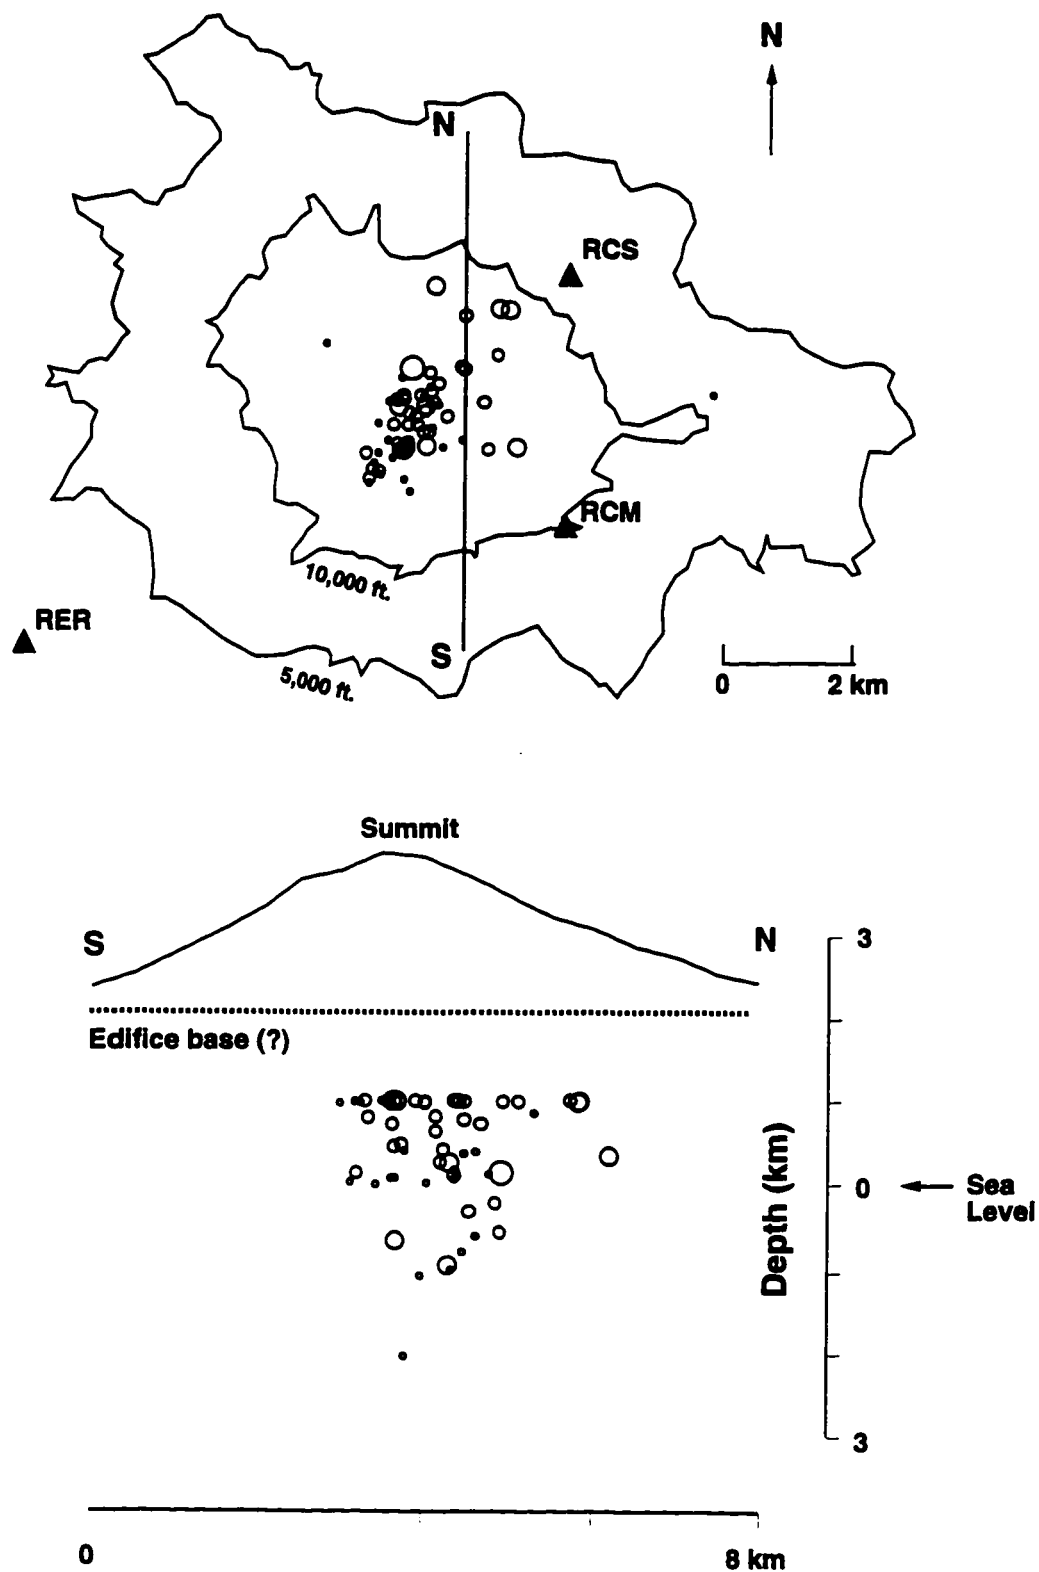 N
N
RCS
RCM
10,000 ft.
RER
S
5,000 ft.
0 2 km
Summit
S
N
3
Edifice base (?)
Depth (km)
0
Sea
Level
3
0
8 km